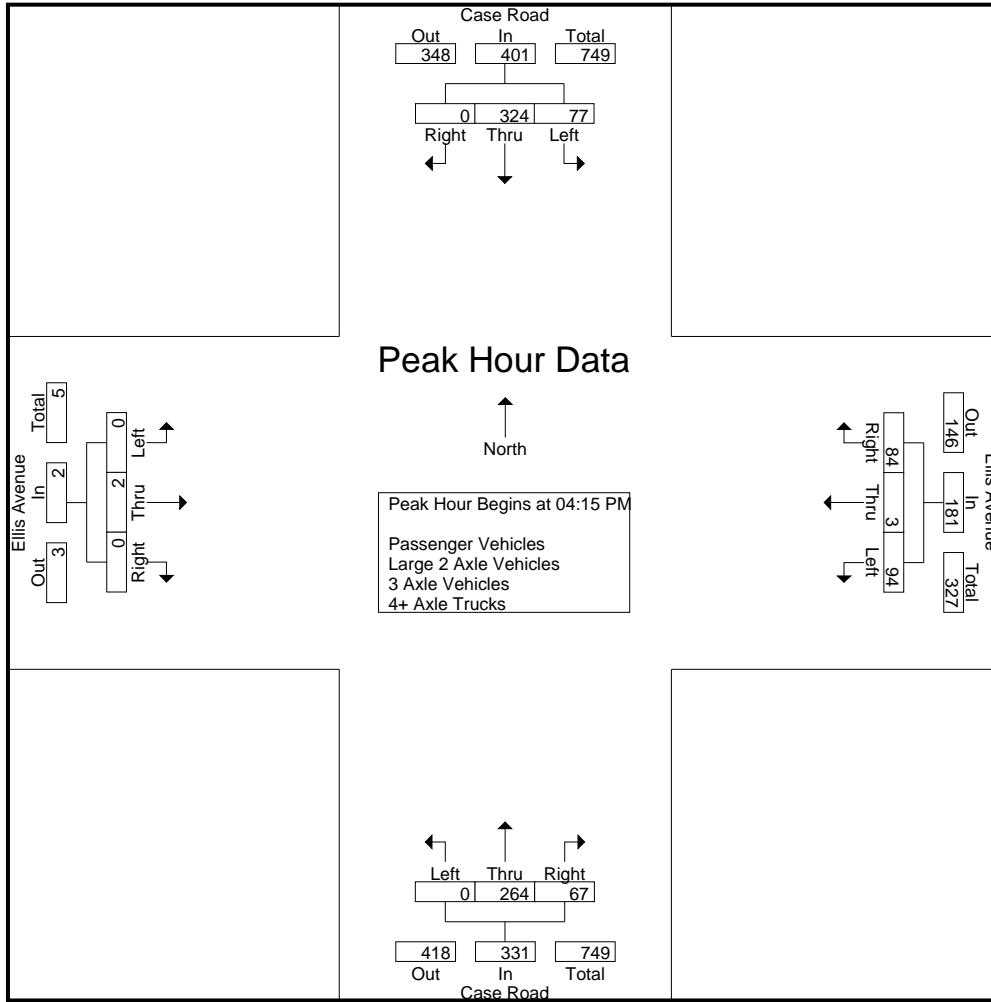 Case Road
Out In Total
348 401 749
0 324 77
Right Thru Left
Peak Hour Data
North
Peak Hour Begins at 04:15 PM
Passenger Vehicles
Large 2 Axle Vehicles
3 Axle Vehicles
4+ Axle Trucks
Ellis Avenue
Total In Out
5 2 3
0 2 0
Left Thru Right
Right Thru Left
84 3 94
Out In Total
146 181 327
Ellis Avenue
Left Thru Right
0 264 67
418 331 749
Out In Total
Case Road